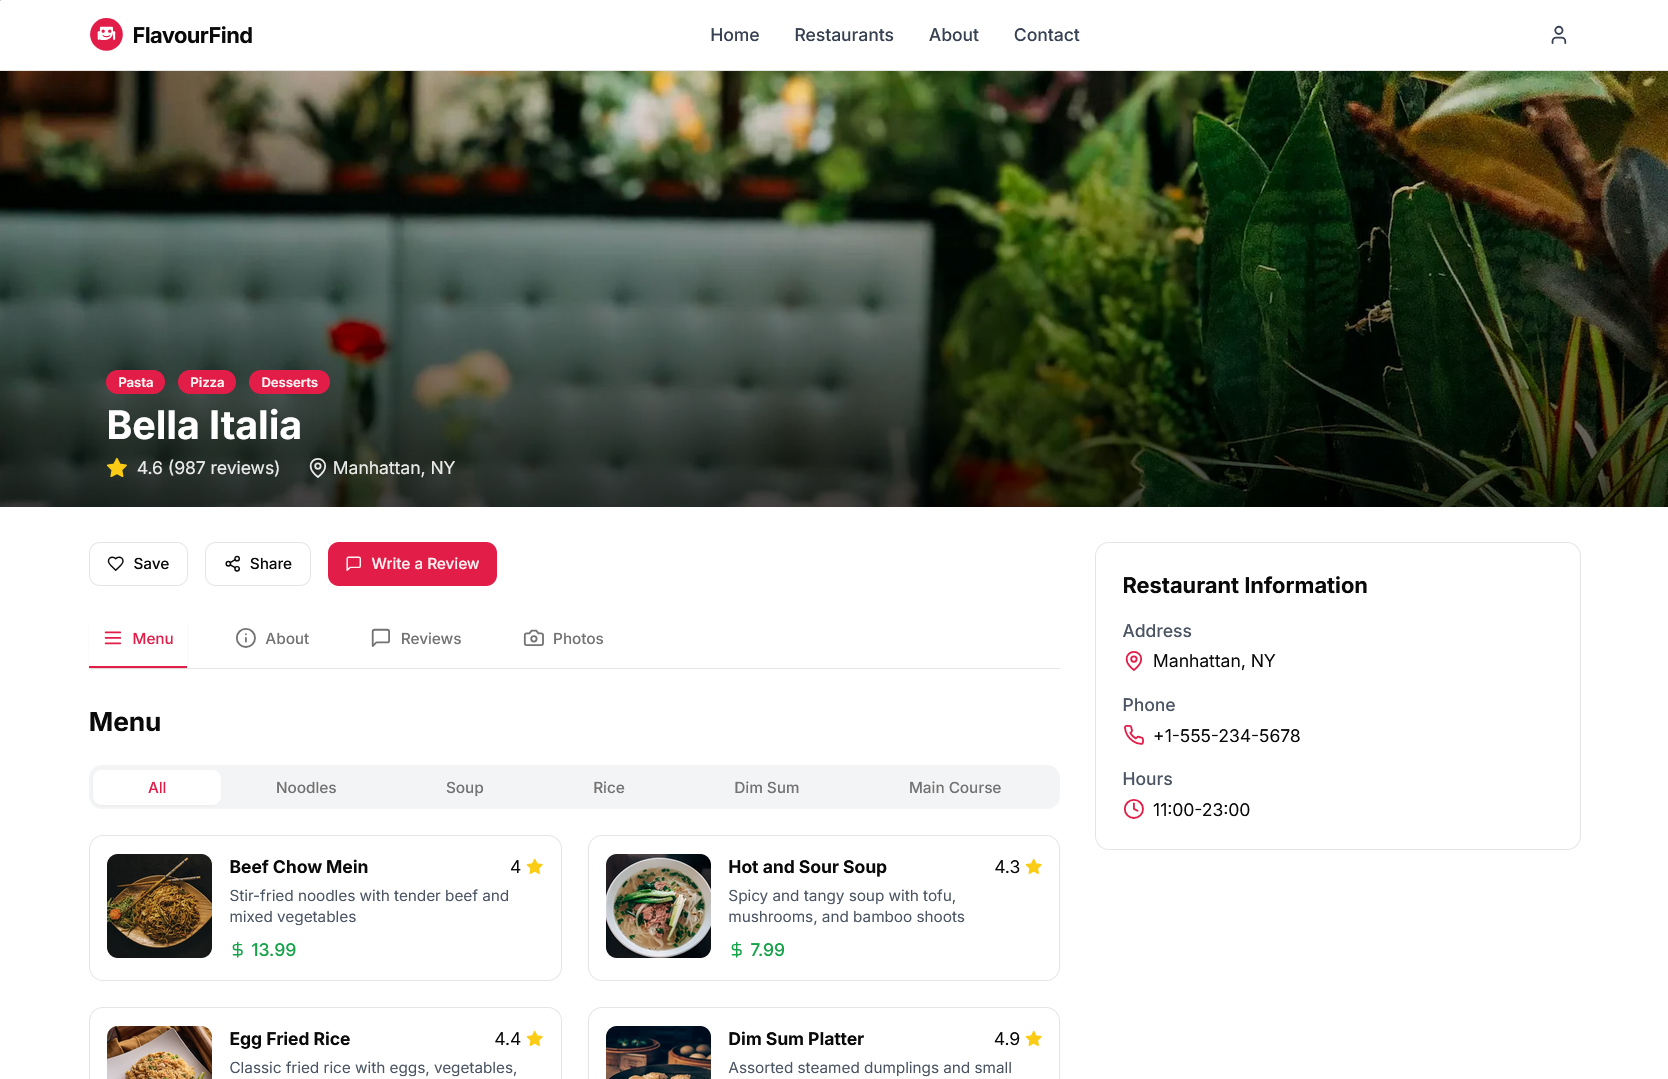 FlavourFind
Home
Restaurants
About
Contact
Pasta
Pizza
Desserts
Bella Italia
4.6 (987 reviews)
Manhattan, NY
Save
Share
Write a Review
Menu
About
Reviews
Photos
Menu
All
Noodles
Soup
Rice
Dim Sum
Main Course
Beef Chow Mein
4
Stir-fried noodles with tender beef and
mixed vegetables
$ 13.99
Hot and Sour Soup
4.3
Spicy and tangy soup with tofu,
mushrooms, and bamboo shoots
$ 7.99
Egg Fried Rice
4.4
Classic fried rice with eggs, vegetables,
Dim Sum Platter
4.9
Assorted steamed dumplings and small
Restaurant Information
Address
Manhattan, NY
Phone
+1-555-234-5678
Hours
11:00-23:00